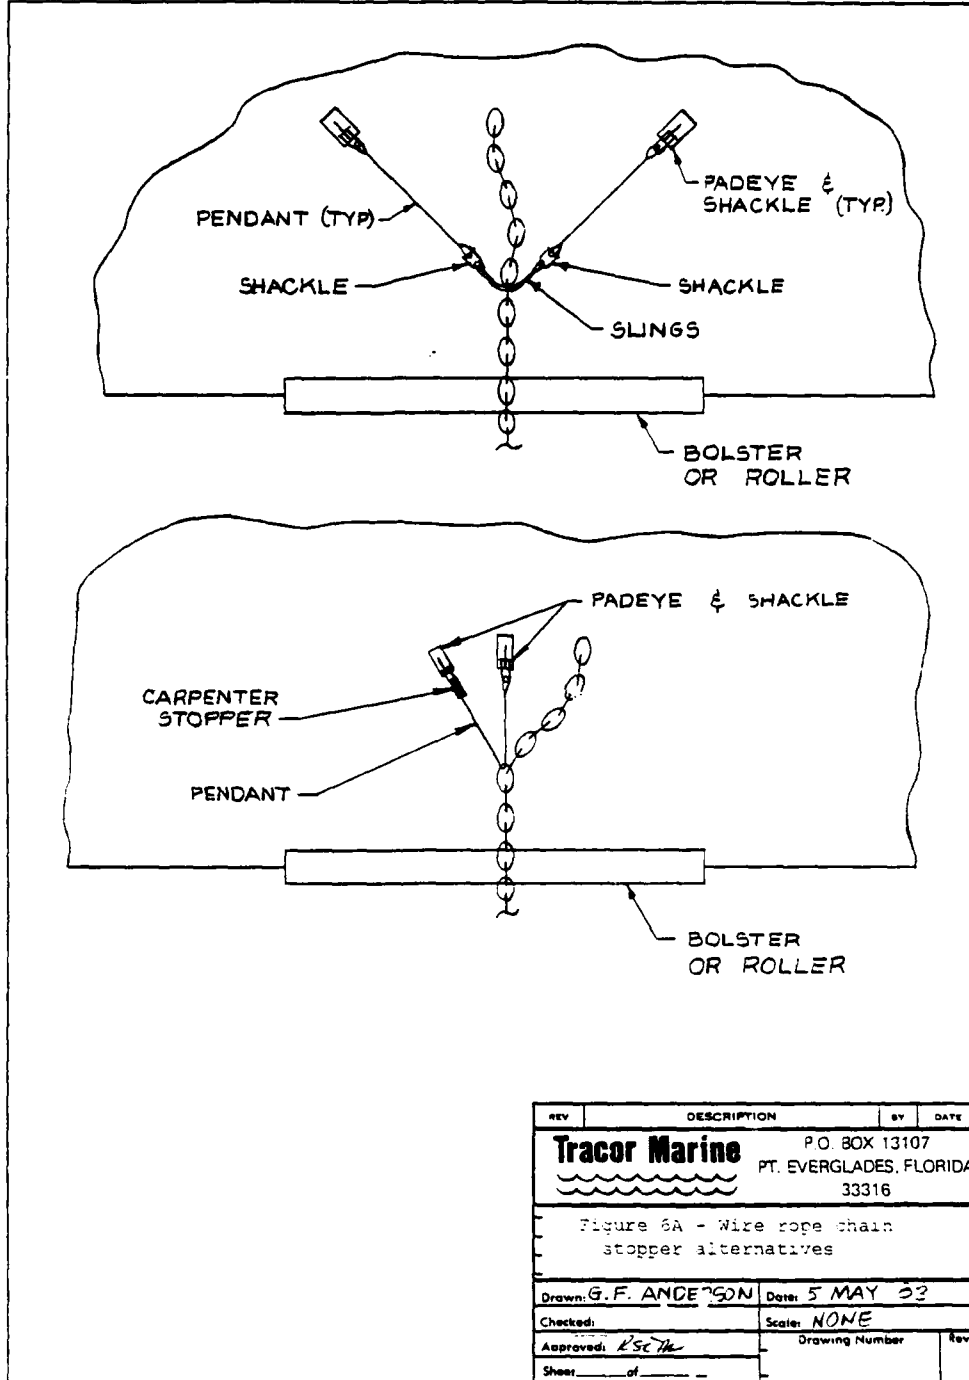 PADEYE &
SHACKLE (TYP.)
PENDANT (TYP.)
SHACKLE
SHACKLE
SLINGS
BOLSTER
OR ROLLER
PADEYE & SHACKLE
CARPENTER
STOPPER
PENDANT
BOLSTER
OR ROLLER
REV DESCRIPTION BY DATE
Tracor Marine
P.O. BOX 13107
PT. EVERGLADES, FLORIDA
33316
Figure 6A - Wire rope chain
stopper alternatives
Drawn: G.F. ANDERSON Date: 5 MAY
Checked: Scale: NONE
Approved: Drawing Number Rev
Sheet of